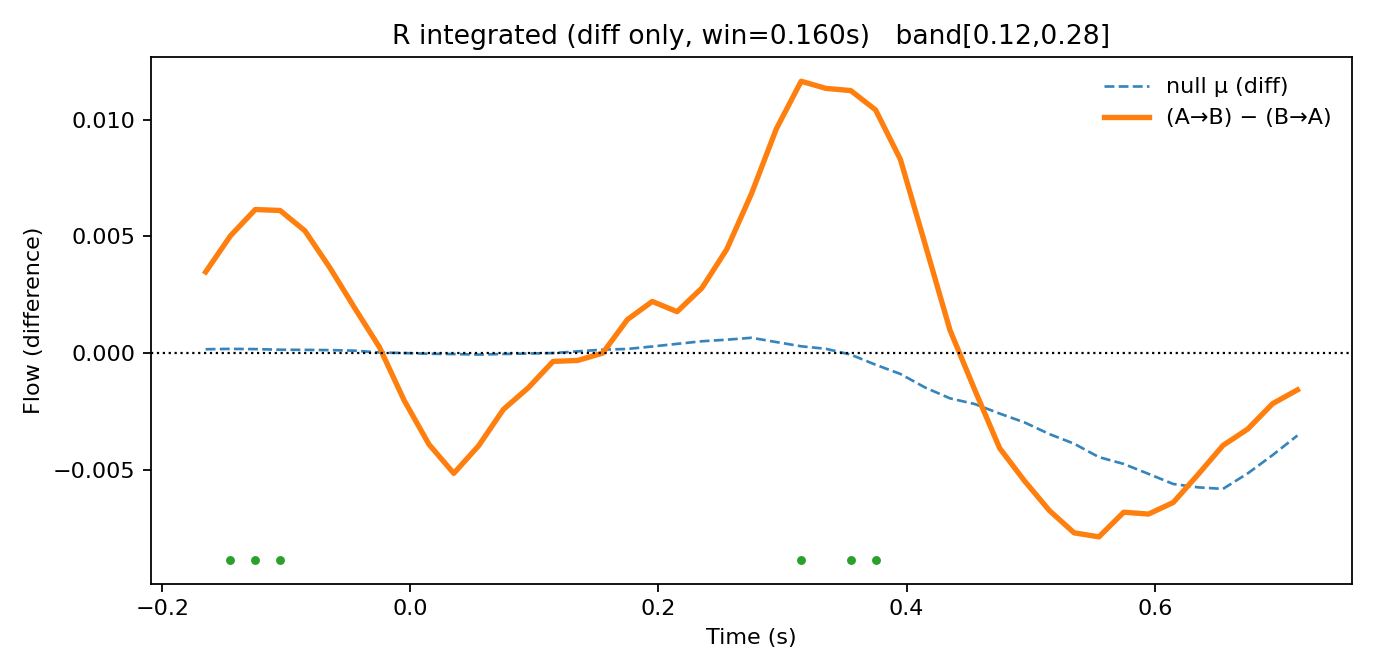 R integrated (diff only, win=0.160s)   band[0.12,0.28]
null μ (diff)
(A→B) − (B→A)
Flow (difference)
0.010
0.005
0.000
−0.005
−0.2
0.0
0.2
0.4
0.6
Time (s)